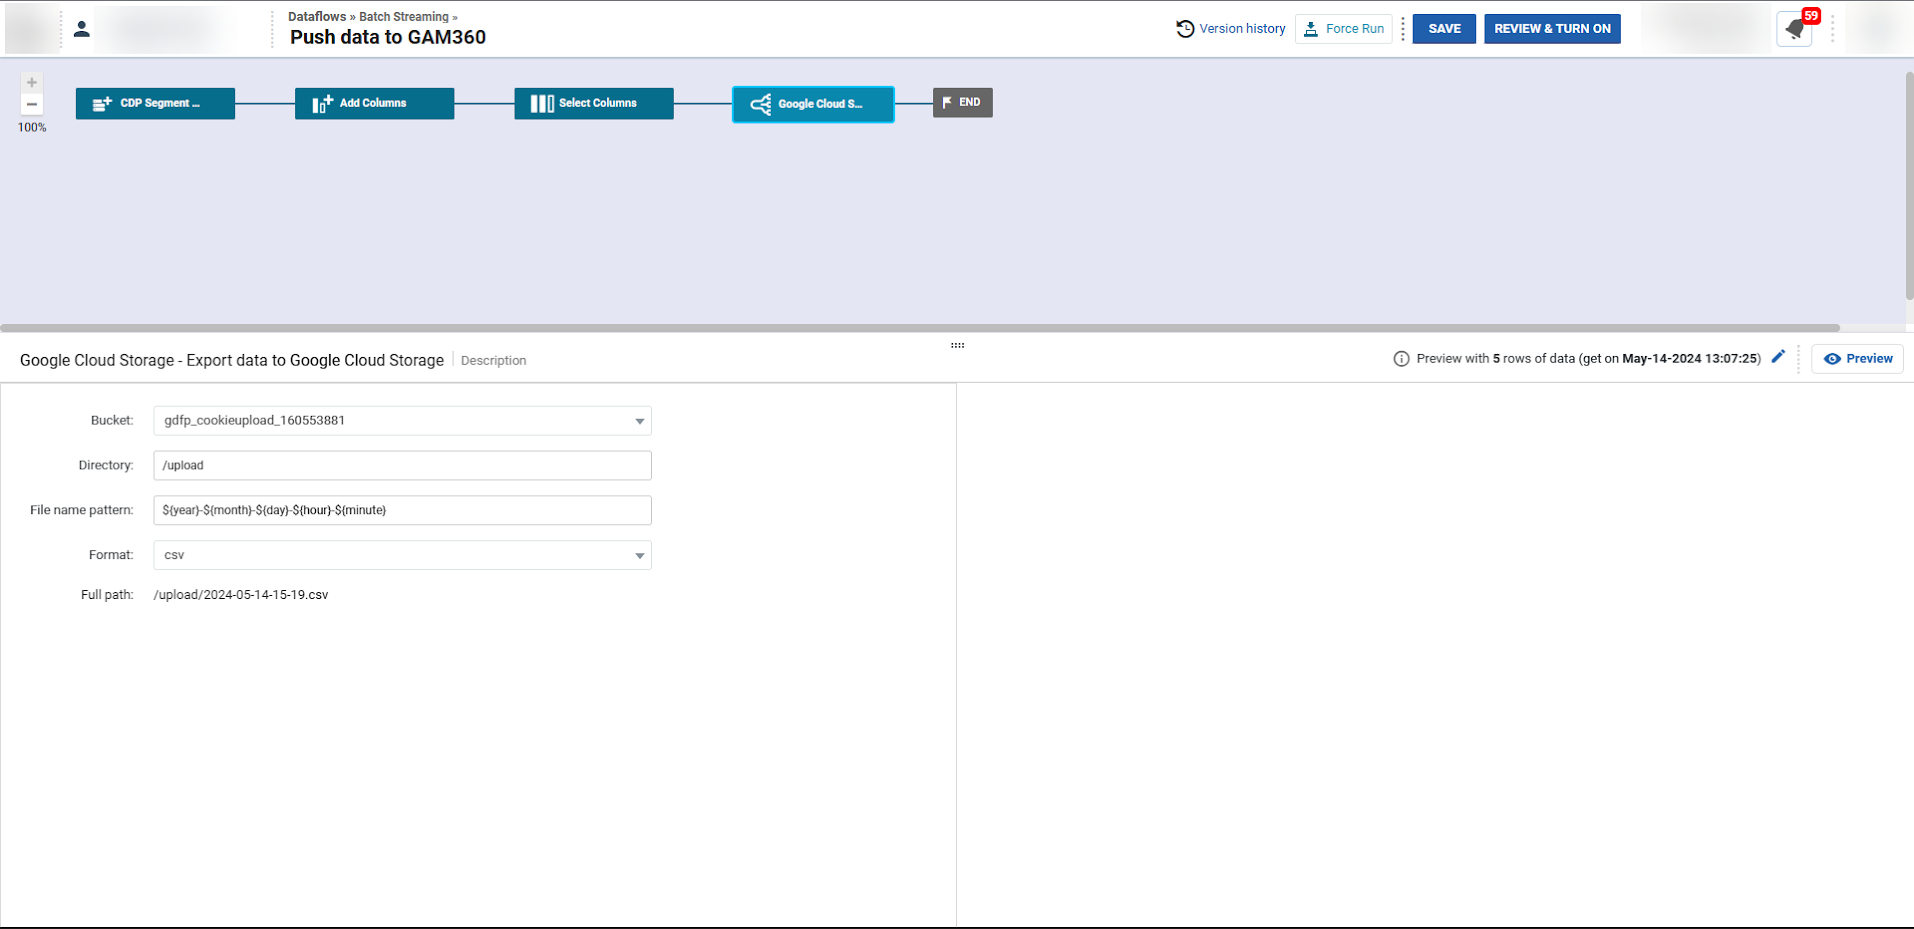 Dataflows » Batch Streaming »
Push data to GAM360
Version history
Force Run
SAVE
REVIEW & TURN ON
59
+
−
100%
CDP Segment ...
Add Columns
Select Columns
Google Cloud S...
END
Google Cloud Storage - Export data to Google Cloud Storage
Description
Preview with 5 rows of data (get on May-14-2024 13:07:25)
Preview
Bucket: gdfp_cookieupload_160553881
Directory: /upload
File name pattern: ${year}-${month}-${day}-${hour}-${minute}
Format: csv
Full path: /upload/2024-05-14-15-19.csv